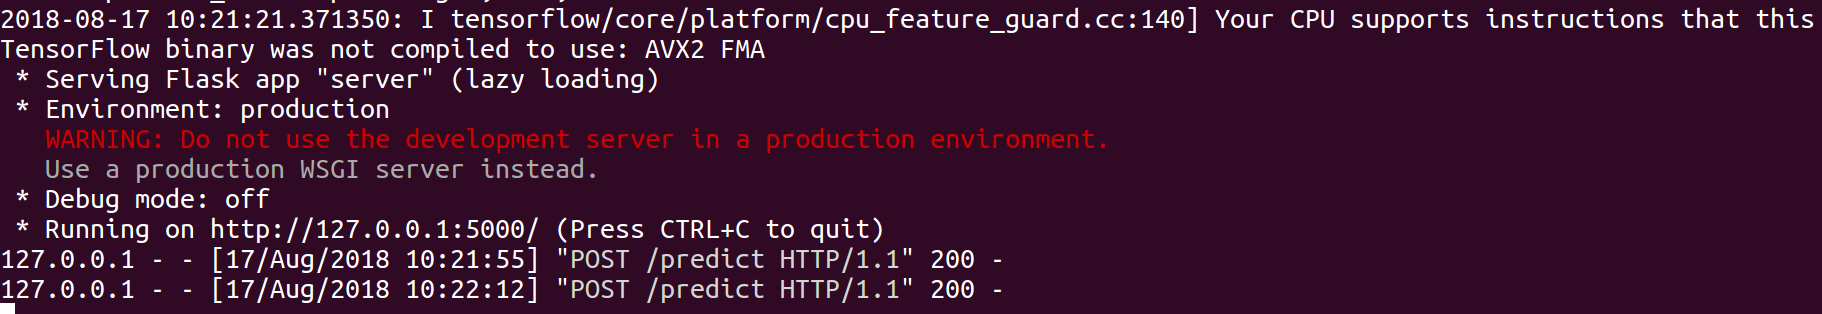 2018-08-17 10:21:21.371350: I tensorflow/core/platform/cpu_feature_guard.cc:140] Your CPU supports instructions that this
TensorFlow binary was not compiled to use: AVX2 FMA
 * Serving Flask app "server" (lazy loading)
 * Environment: production
   WARNING: Do not use the development server in a production environment.
   Use a production WSGI server instead.
 * Debug mode: off
 * Running on http://127.0.0.1:5000/ (Press CTRL+C to quit)
127.0.0.1 - - [17/Aug/2018 10:21:55] "POST /predict HTTP/1.1" 200 -
127.0.0.1 - - [17/Aug/2018 10:22:12] "POST /predict HTTP/1.1" 200 -